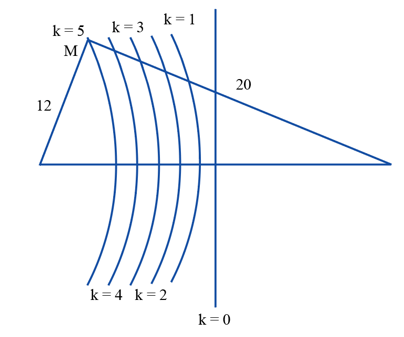 k = 1
k = 5
k = 3
M
20
12
k = 4
k = 2
k = 0